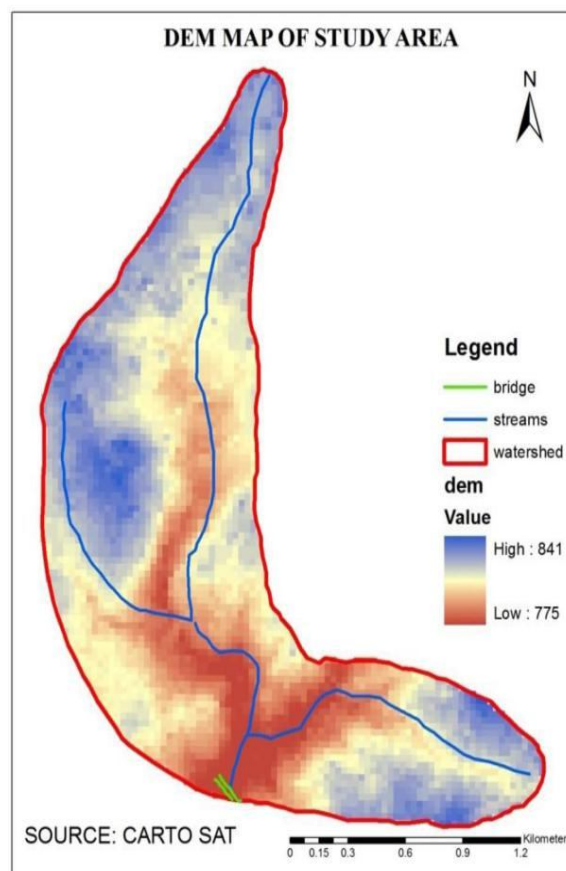 DEM MAP OF STUDY AREA
N
Legend
bridge
streams
watershed
dem
Value
High : 841
Low : 775
SOURCE: CARTO SAT
Kilometer
0 0.15 0.3 0.6 0.9 1.2